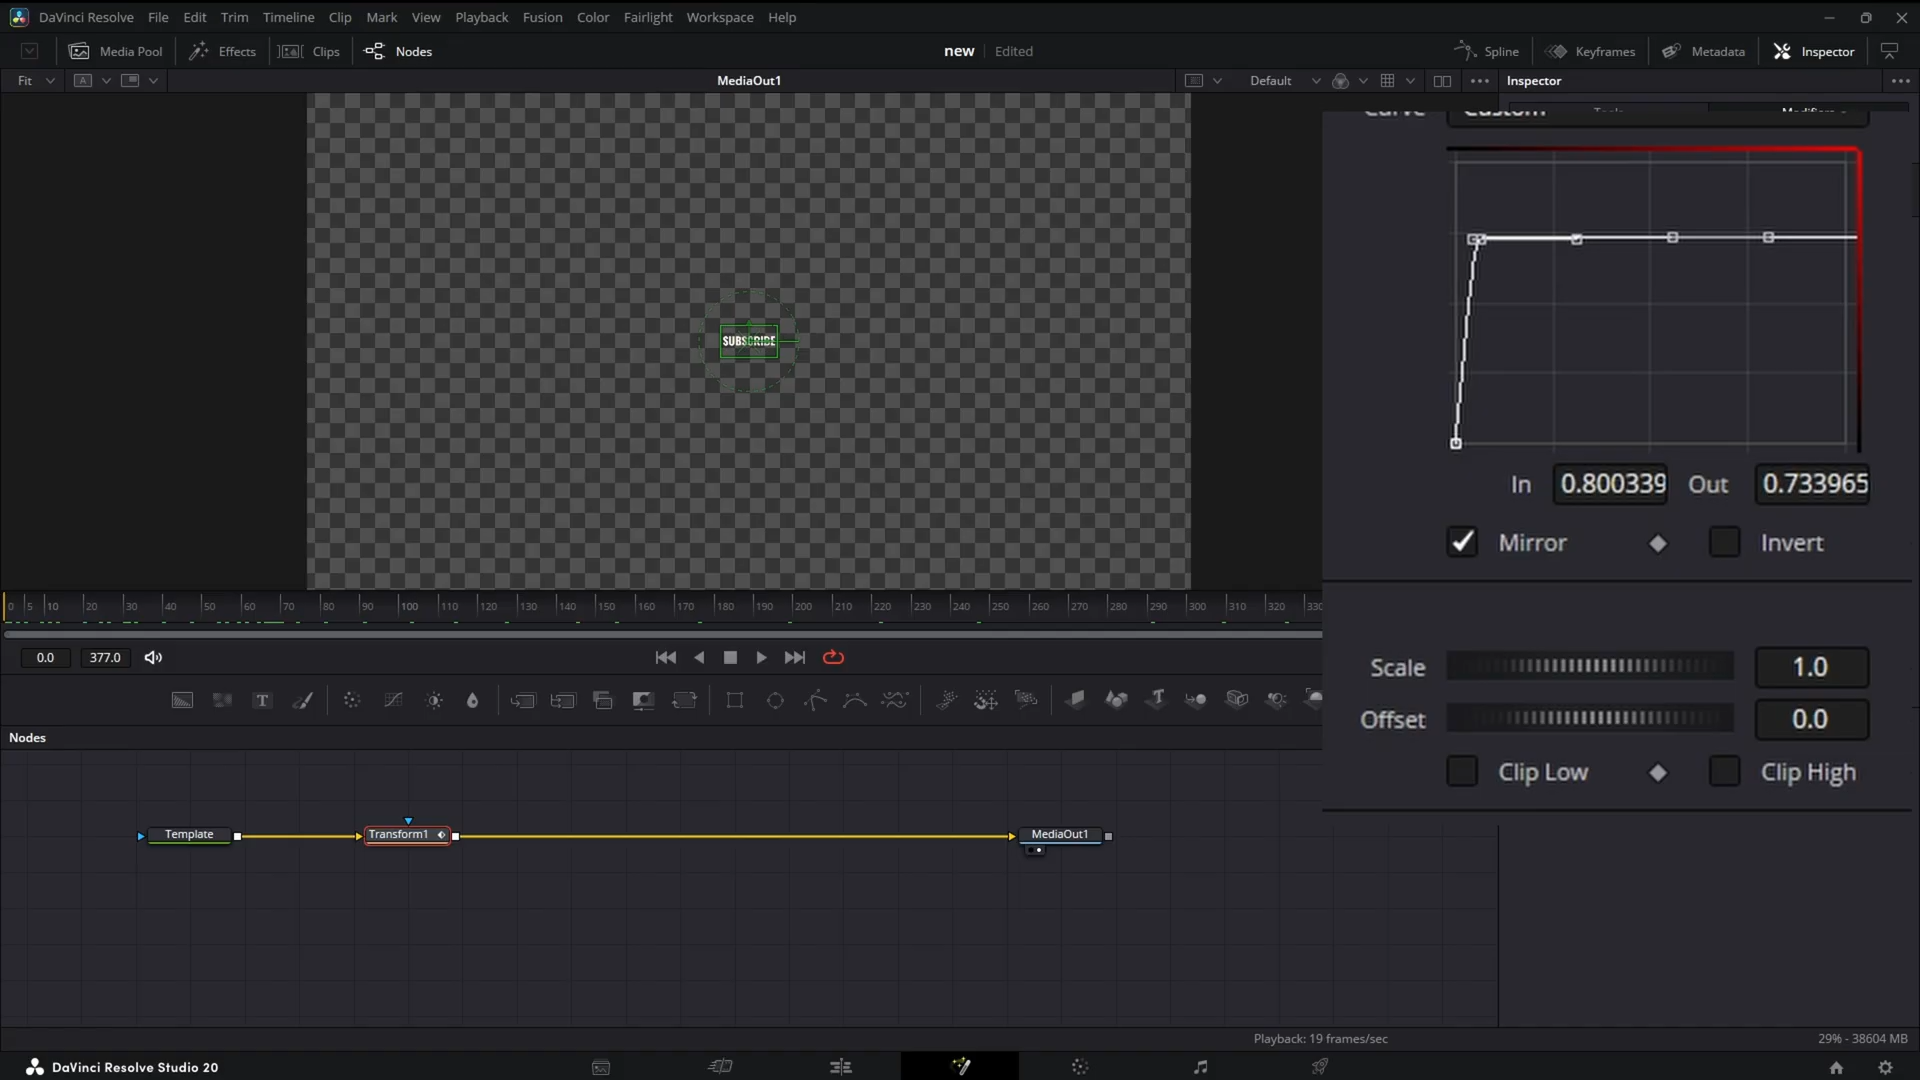 DaVinci Resolve File Edit Trim Timeline Clip Mark View Playback Fusion Color Fairlight Workspace Help
Media Pool Effects Clips Nodes new Edited Spline Keyframes Metadata Inspector
Fit A MediaOut1 Default Inspector
Tools Modifiers
Curve Custom
SUBSCRIBE
In 0.800339 Out 0.733965
Mirror Invert
0 5 10 20 30 40 50 60 70 80 90 100 110 120 130 140 150 160 170 180 190 200 210 220 230 240 250 260 270 280 290 300 310 320 330
0.0 377.0
Scale 1.0
Offset 0.0
Nodes
Clip Low Clip High
Template Transform1 MediaOut1
Playback: 19 frames/sec 29% - 38604 MB
DaVinci Resolve Studio 20